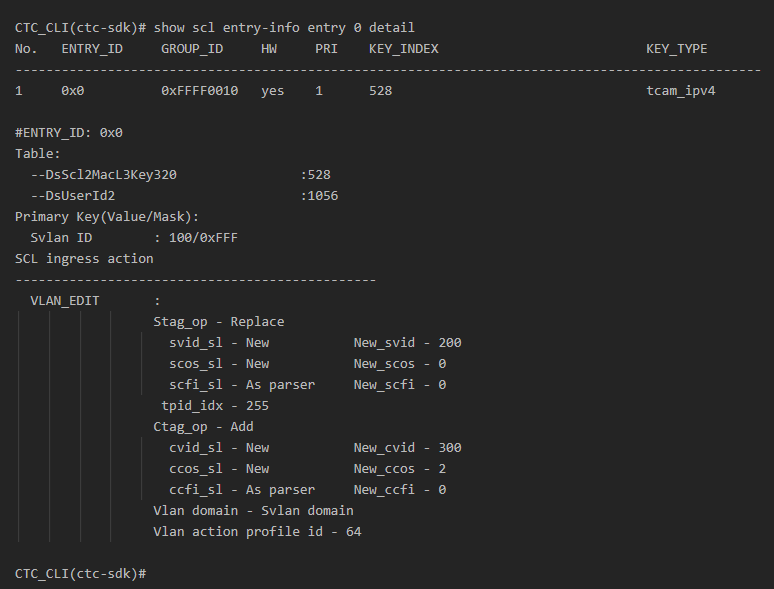 CTC_CLI(ctc-sdk)# show scl entry-info entry 0 detail
No.   ENTRY_ID     GROUP_ID     HW     PRI    KEY_INDEX                           KEY_TYPE
-------------------------------------------------------------------------------------------------
1     0x0          0xFFFF0010   yes    1      528                                 tcam_ipv4
#ENTRY_ID: 0x0
Table:
  --DsScl2MacL3Key320                :528
  --DsUserId2                        :1056
Primary Key(Value/Mask):
  Svlan ID        : 100/0xFFF
SCL ingress action
-----------------------------------------------
  VLAN_EDIT       :
                  Stag_op - Replace
                    svid_sl - New           New_svid - 200
                    scos_sl - New           New_scos - 0
                    scfi_sl - As parser     New_scfi - 0
                   tpid_idx - 255
                  Ctag_op - Add
                    cvid_sl - New           New_cvid - 300
                    ccos_sl - New           New_ccos - 2
                    ccfi_sl - As parser     New_ccfi - 0
                  Vlan domain - Svlan domain
                  Vlan action profile id - 64
CTC_CLI(ctc-sdk)#